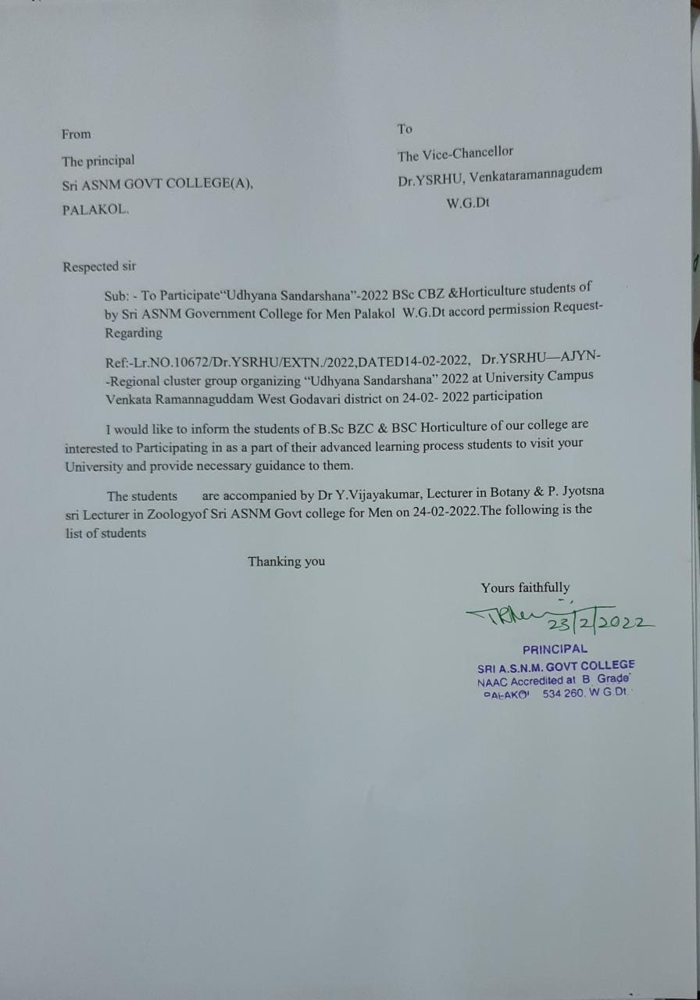 From
The principal
Sri ASNM GOVT COLLEGE(A),
PALAKOL.
To
The Vice-Chancellor
Dr.YSRHU, Venkataramannagudem
W.G.Dt
Respected sir
Sub: - To Participate“Udhyana Sandarshana”-2022 BSc CBZ &Horticulture students of
by Sri ASNM Government College for Men Palakol W.G.Dt accord permission Request-
Regarding
Ref:-Lr.NO.10672/Dr.YSRHU/EXTN./2022,DATED14-02-2022, Dr.YSRHU—AJYN-
-Regional cluster group organizing “Udhyana Sandarshana” 2022 at University Campus
Venkata Ramannaguddam West Godavari district on 24-02- 2022 participation
I would like to inform the students of B.Sc BZC & BSC Horticulture of our college are
interested to Participating in as a part of their advanced learning process students to visit your
University and provide necessary guidance to them.
The students are accompanied by Dr Y.Vijayakumar, Lecturer in Botany & P. Jyotsna
sri Lecturer in Zoologyof Sri ASNM Govt college for Men on 24-02-2022.The following is the
list of students
Thanking you
Yours faithfully
23/2/2022
PRINCIPAL
SRI A.S.N.M. GOVT COLLEGE
NAAC Accredited at B Grade
PALAKOL 534 260, W G.Dt.